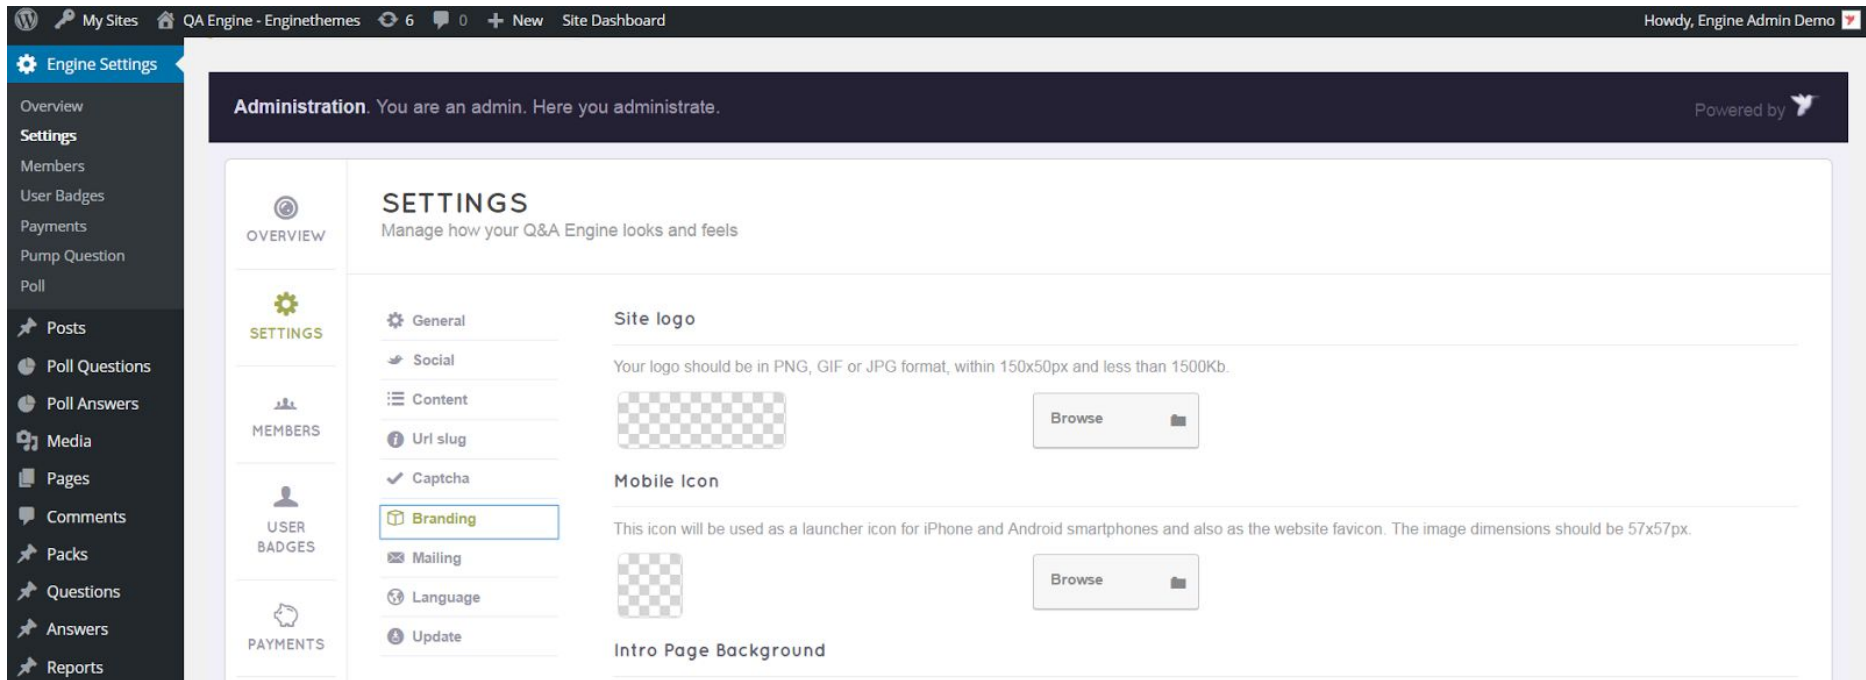 My Sites QA Engine - Enginethemes 6 0 New Site Dashboard Howdy, Engine Admin Demo
Engine Settings
Overview
Settings
Members
User Badges
Payments
Pump Question
Poll
Posts
Poll Questions
Poll Answers
Media
Pages
Comments
Packs
Questions
Answers
Reports
Administration. You are an admin. Here you administrate. Powered by
OVERVIEW
SETTINGS
MEMBERS
USER
BADGES
PAYMENTS
SETTINGS
Manage how your Q&A Engine looks and feels
General
Social
Content
Url slug
Captcha
Branding
Mailing
Language
Update
Site logo
Your logo should be in PNG, GIF or JPG format, within 150x50px and less than 1500Kb.
Browse
Mobile Icon
This icon will be used as a launcher icon for iPhone and Android smartphones and also as the website favicon. The image dimensions should be 57x57px.
Browse
Intro Page Background